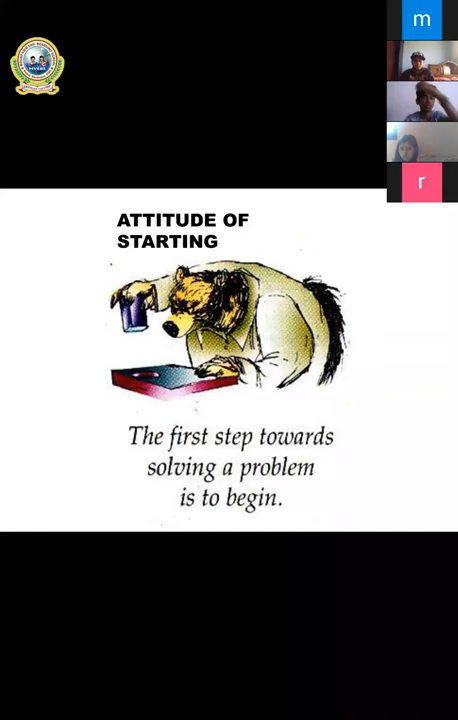 m
r
ATTITUDE OF
STARTING
The first step towards
solving a problem
is to begin.